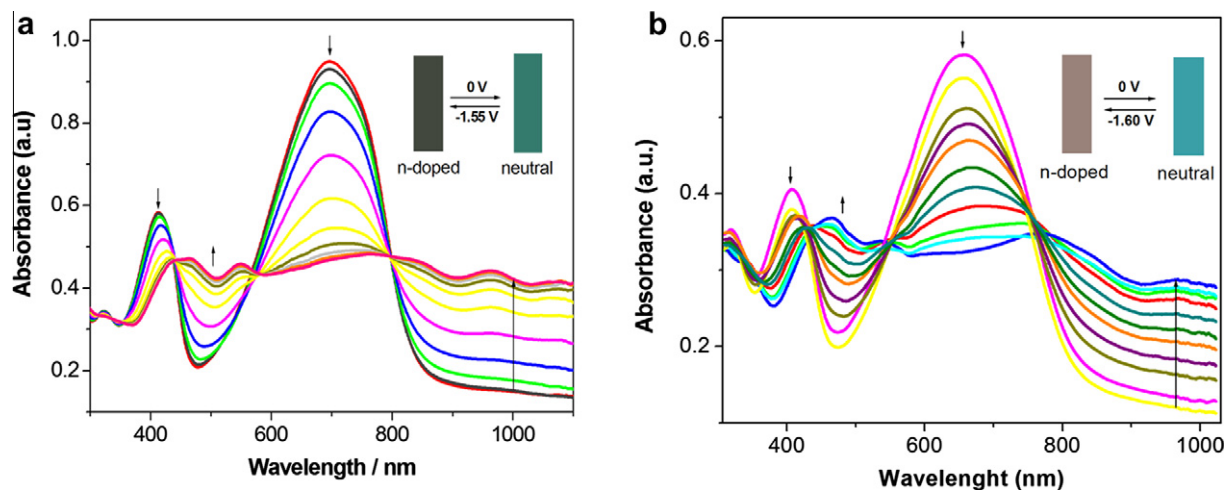 a
1.0
0.8
0.6
0.4
0.2
Absorbance (a.u)
400
600
800
1000
Wavelength / nm
0 V
-1.55 V
n-doped
neutral
b
0.6
0.4
0.2
Absorbance (a.u.)
400
600
800
1000
Wavelenght (nm)
0 V
-1.60 V
n-doped
neutral